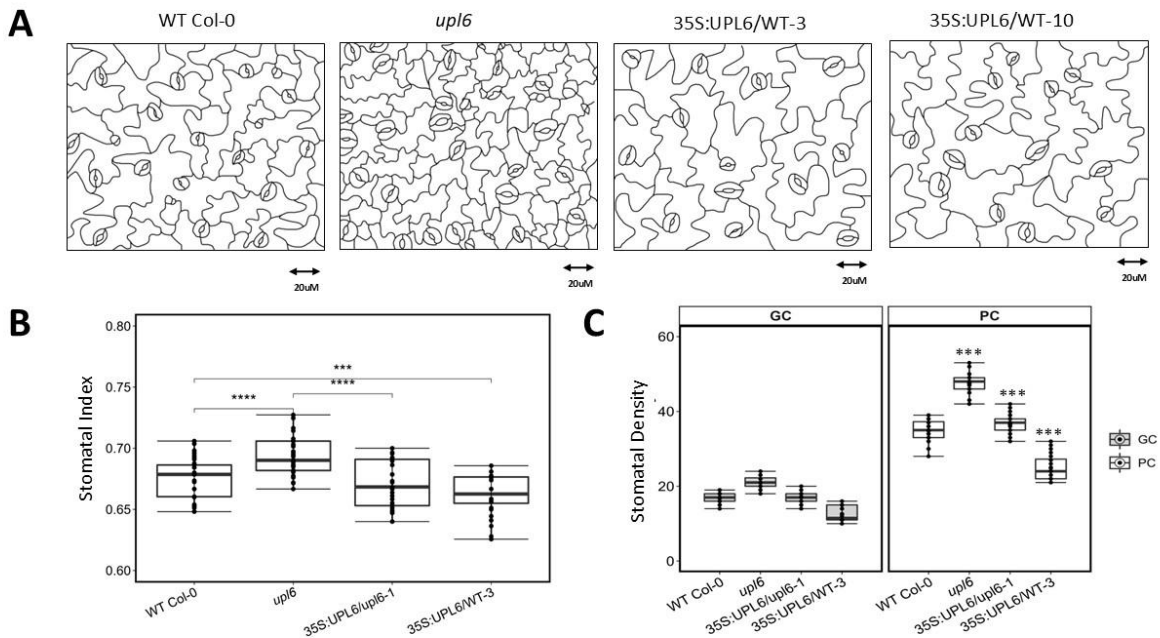 A
WT Col-0
upl6
35S:UPL6/WT-3
35S:UPL6/WT-10
20uM
20uM
20uM
20uM
B
Stomatal Index
0.80
0.75
0.70
0.65
0.60
***
****
****
WT Col-0
upl6
35S:UPL6/upl6-1
35S:UPL6/WT-3
C
GC
PC
Stomatal Density
60
40
20
0
***
***
***
WT Col-0
upl6
35S:UPL6/upl6-1
35S:UPL6/WT-3
WT Col-0
upl6
35S:UPL6/upl6-1
35S:UPL6/WT-3
GC
PC